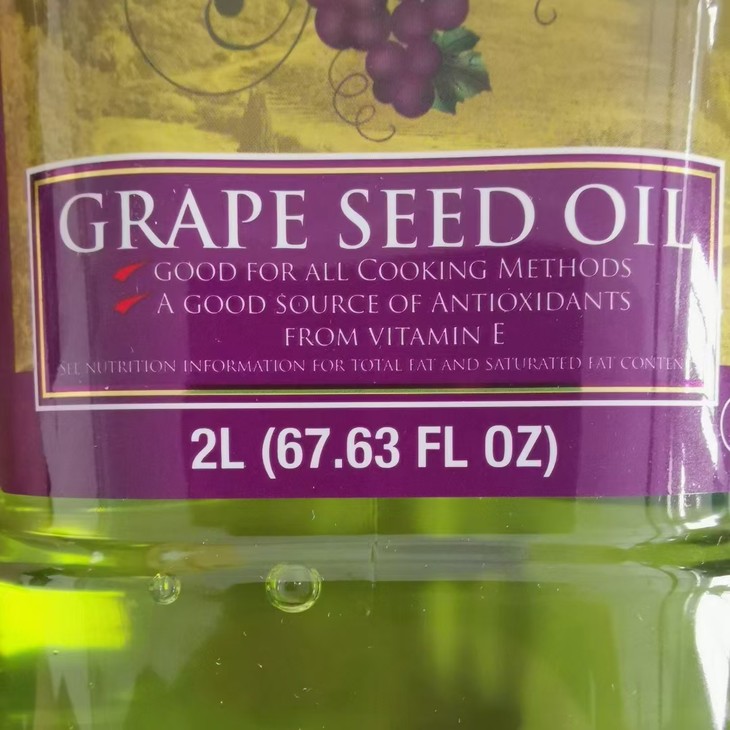 GRAPE SEED OIL
GOOD FOR ALL COOKING METHODS
A GOOD SOURCE OF ANTIOXIDANTS
FROM VITAMIN E
SEE NUTRITION INFORMATION FOR TOTAL FAT AND SATURATED FAT CONTENT
2L (67.63 FL OZ)